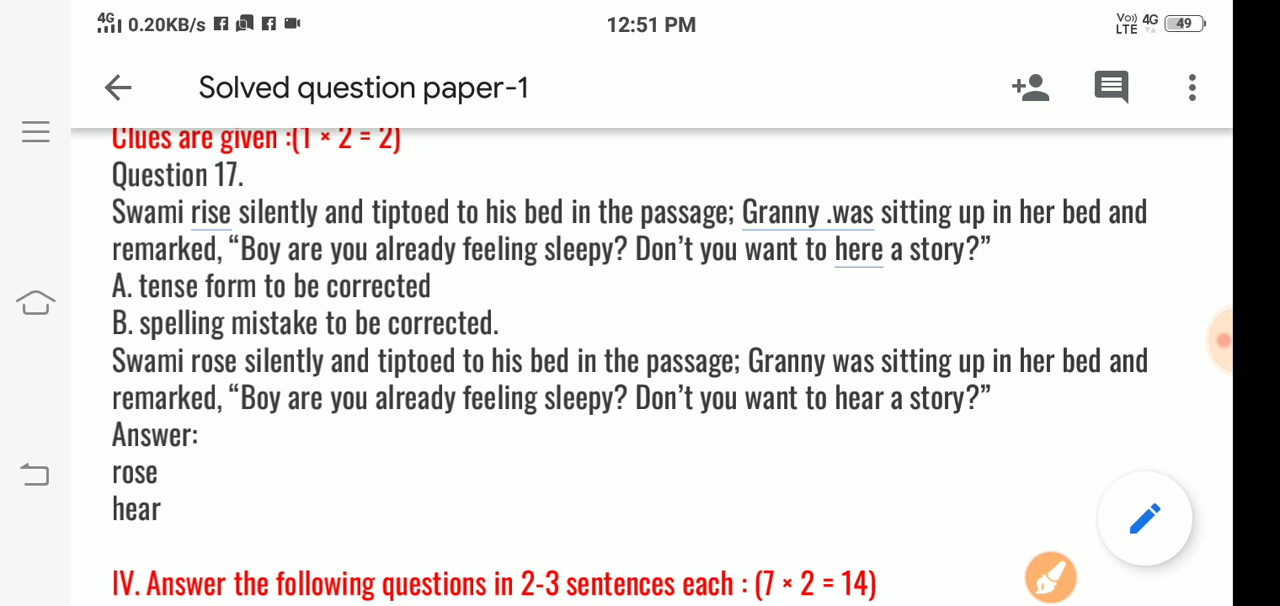 4G 0.20KB/s 12:51 PM Vo)) LTE 4G 49
Solved question paper-1
Clues are given :(1 × 2 = 2)
Question 17.
Swami rise silently and tiptoed to his bed in the passage; Granny .was sitting up in her bed and
remarked, “Boy are you already feeling sleepy? Don’t you want to here a story?”
A. tense form to be corrected
B. spelling mistake to be corrected.
Swami rose silently and tiptoed to his bed in the passage; Granny was sitting up in her bed and
remarked, “Boy are you already feeling sleepy? Don’t you want to hear a story?”
Answer:
rose
hear
IV. Answer the following questions in 2-3 sentences each : (7 × 2 = 14)